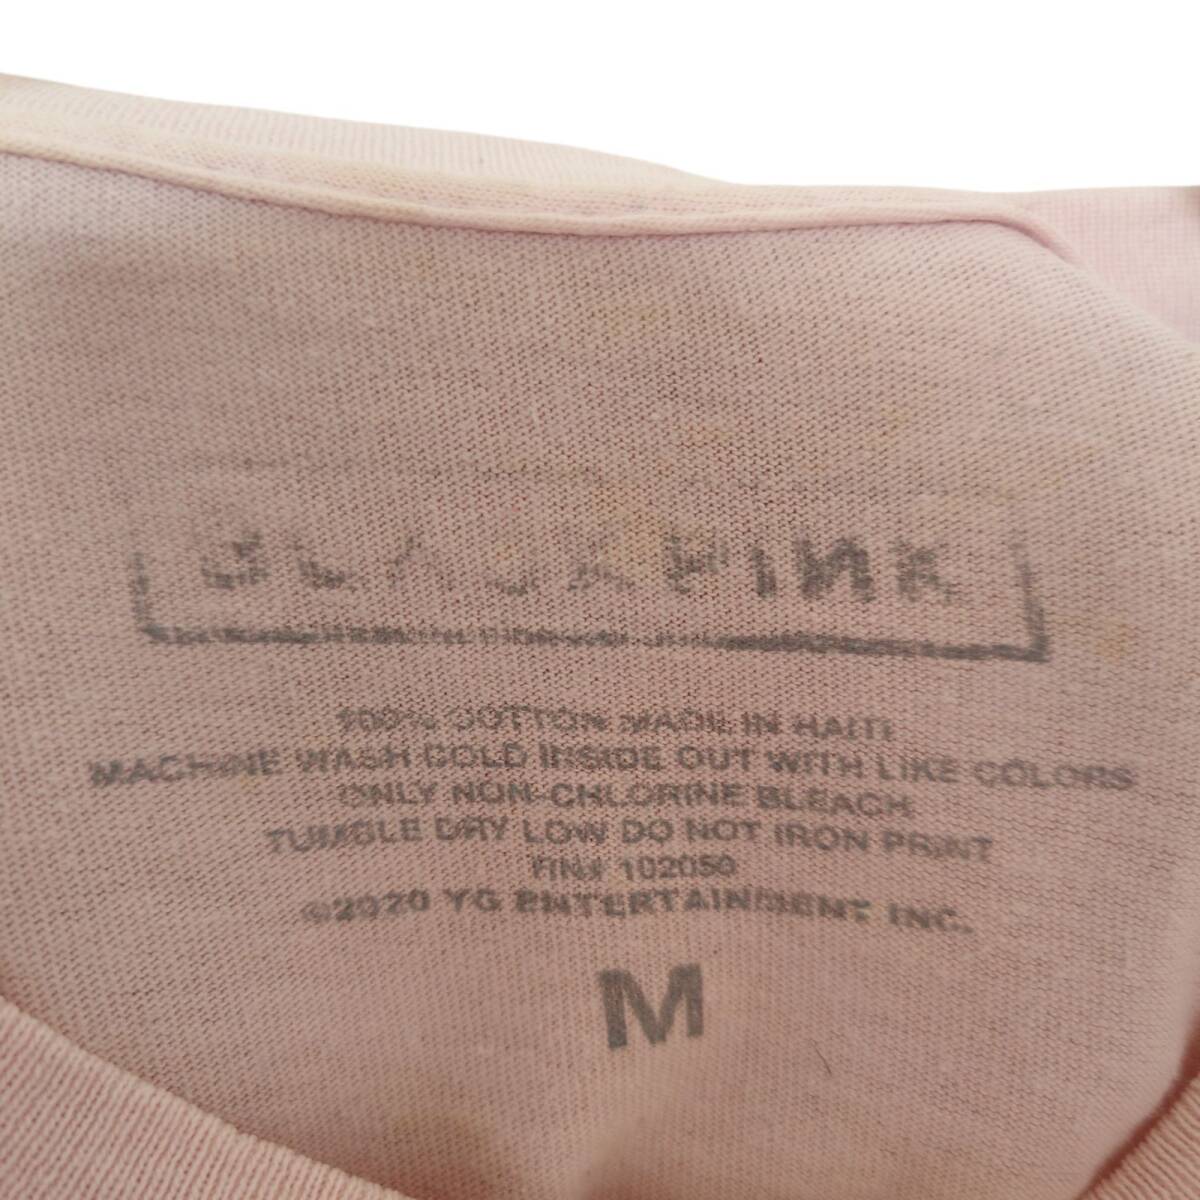 BLACKPINK
100% COTTON MADE IN HAITI
MACHINE WASH COLD INSIDE OUT WITH LIKE COLORS
ONLY NON-CHLORINE BLEACH
TUMBLE DRY LOW DO NOT IRON PRINT
RN# 102050
©2020 YG ENTERTAINMENT INC.
M